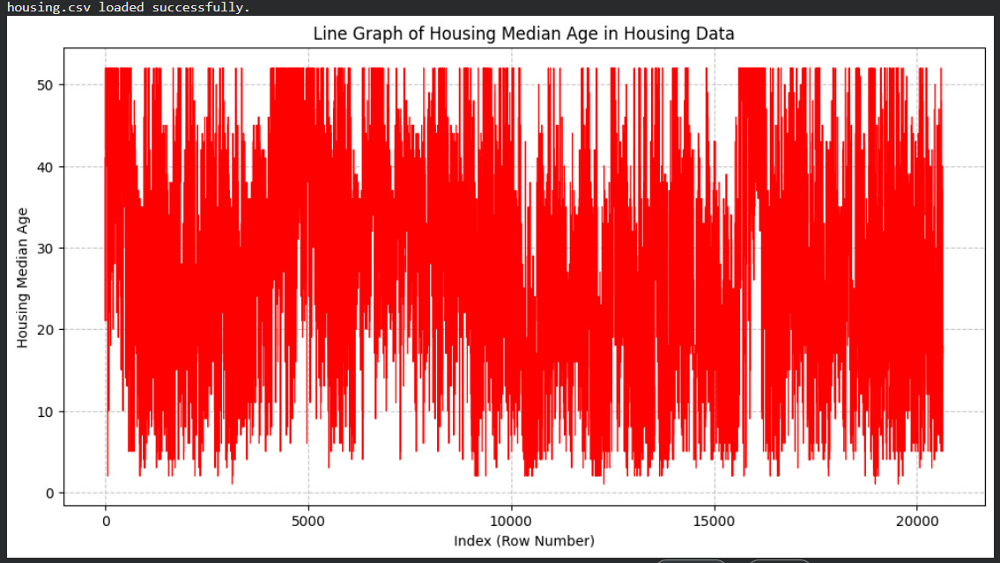 housing.csv loaded successfully.
Line Graph of Housing Median Age in Housing Data
Housing Median Age
50
40
30
20
10
0
0 5000 10000 15000 20000
Index (Row Number)